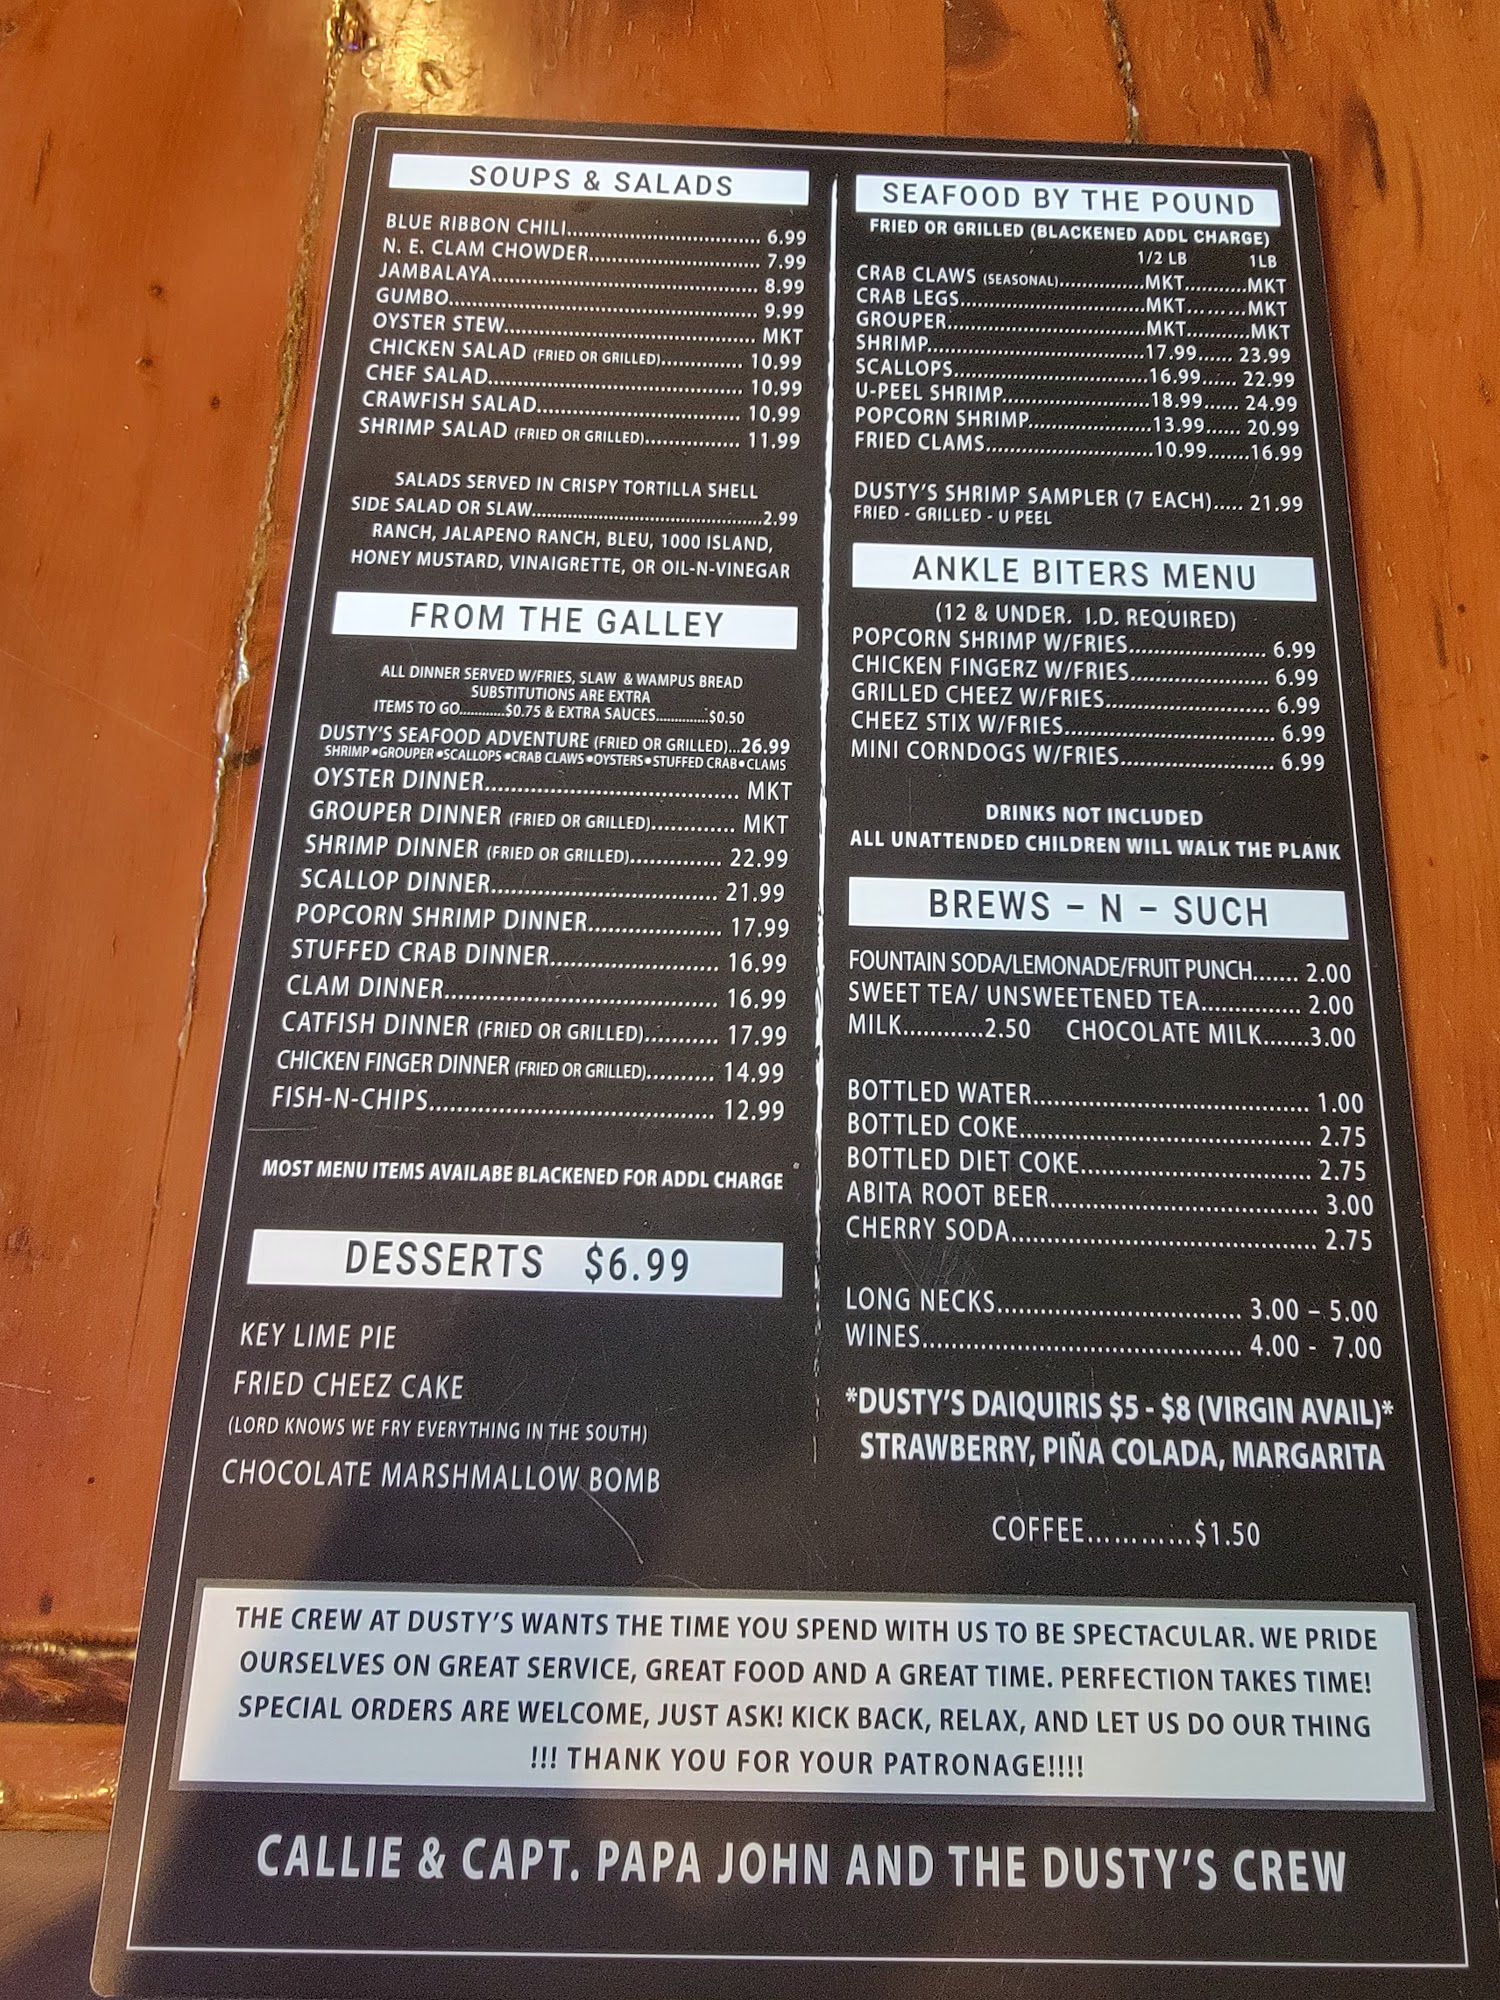 SOUPS & SALADS
BLUE RIBBON CHILI........ 6.99
N. E. CLAM CHOWDER........ 7.99
JAMBALAYA........ 8.99
GUMBO........ 9.99
OYSTER STEW........ MKT
CHICKEN SALAD (FRIED OR GRILLED)........ 10.99
CHEF SALAD........ 10.99
CRAWFISH SALAD........ 10.99
SHRIMP SALAD (FRIED OR GRILLED)........ 11.99
SALADS SERVED IN CRISPY TORTILLA SHELL
SIDE SALAD OR SLAW........2.99
RANCH, JALAPENO RANCH, BLEU, 1000 ISLAND,
HONEY MUSTARD, VINAIGRETTE, OR OIL-N-VINEGAR
FROM THE GALLEY
ALL DINNER SERVED W/FRIES, SLAW & WAMPUS BREAD
SUBSTITUTIONS ARE EXTRA
ITEMS TO GO........$0.75 & EXTRA SAUCES........$0.50
DUSTY'S SEAFOOD ADVENTURE (FRIED OR GRILLED)...26.99
SHRIMP•GROUPER•SCALLOPS•CRAB CLAWS•OYSTERS•STUFFED CRAB•CLAMS
OYSTER DINNER........ MKT
GROUPER DINNER (FRIED OR GRILLED)........ MKT
SHRIMP DINNER (FRIED OR GRILLED)........ 22.99
SCALLOP DINNER........ 21.99
POPCORN SHRIMP DINNER........ 17.99
STUFFED CRAB DINNER........ 16.99
CLAM DINNER........ 16.99
CATFISH DINNER (FRIED OR GRILLED)........ 17.99
CHICKEN FINGER DINNER (FRIED OR GRILLED)........ 14.99
FISH-N-CHIPS........ 12.99
MOST MENU ITEMS AVAILABE BLACKENED FOR ADDL CHARGE
DESSERTS $6.99
KEY LIME PIE
FRIED CHEEZ CAKE
(LORD KNOWS WE FRY EVERYTHING IN THE SOUTH)
CHOCOLATE MARSHMALLOW BOMB
SEAFOOD BY THE POUND
FRIED OR GRILLED (BLACKENED ADDL CHARGE)
1/2 LB 1LB
CRAB CLAWS (SEASONAL)........MKT........MKT
CRAB LEGS........MKT........MKT
GROUPER........MKT........MKT
SHRIMP........17.99...... 23.99
SCALLOPS........16.99...... 22.99
U-PEEL SHRIMP........18.99...... 24.99
POPCORN SHRIMP........13.99...... 20.99
FRIED CLAMS........10.99.......16.99
DUSTY'S SHRIMP SAMPLER (7 EACH)..... 21.99
FRIED - GRILLED - U PEEL
ANKLE BITERS MENU
(12 & UNDER. I.D. REQUIRED)
POPCORN SHRIMP W/FRIES........ 6.99
CHICKEN FINGERZ W/FRIES........ 6.99
GRILLED CHEEZ W/FRIES........ 6.99
CHEEZ STIX W/FRIES........ 6.99
MINI CORNDOGS W/FRIES........ 6.99
DRINKS NOT INCLUDED
ALL UNATTENDED CHILDREN WILL WALK THE PLANK
BREWS – N – SUCH
FOUNTAIN SODA/LEMONADE/FRUIT PUNCH....... 2.00
SWEET TEA/ UNSWEETENED TEA........ 2.00
MILK............2.50 CHOCOLATE MILK.......3.00
BOTTLED WATER........ 1.00
BOTTLED COKE........ 2.75
BOTTLED DIET COKE........ 2.75
ABITA ROOT BEER........ 3.00
CHERRY SODA........ 2.75
LONG NECKS........ 3.00 – 5.00
WINES........ 4.00 - 7.00
*DUSTY'S DAIQUIRIS $5 - $8 (VIRGIN AVAIL)*
STRAWBERRY, PIÑA COLADA, MARGARITA
COFFEE............$1.50
THE CREW AT DUSTY'S WANTS THE TIME YOU SPEND WITH US TO BE SPECTACULAR. WE PRIDE
OURSELVES ON GREAT SERVICE, GREAT FOOD AND A GREAT TIME. PERFECTION TAKES TIME!
SPECIAL ORDERS ARE WELCOME, JUST ASK! KICK BACK, RELAX, AND LET US DO OUR THING
!!! THANK YOU FOR YOUR PATRONAGE!!!!
CALLIE & CAPT. PAPA JOHN AND THE DUSTY'S CREW